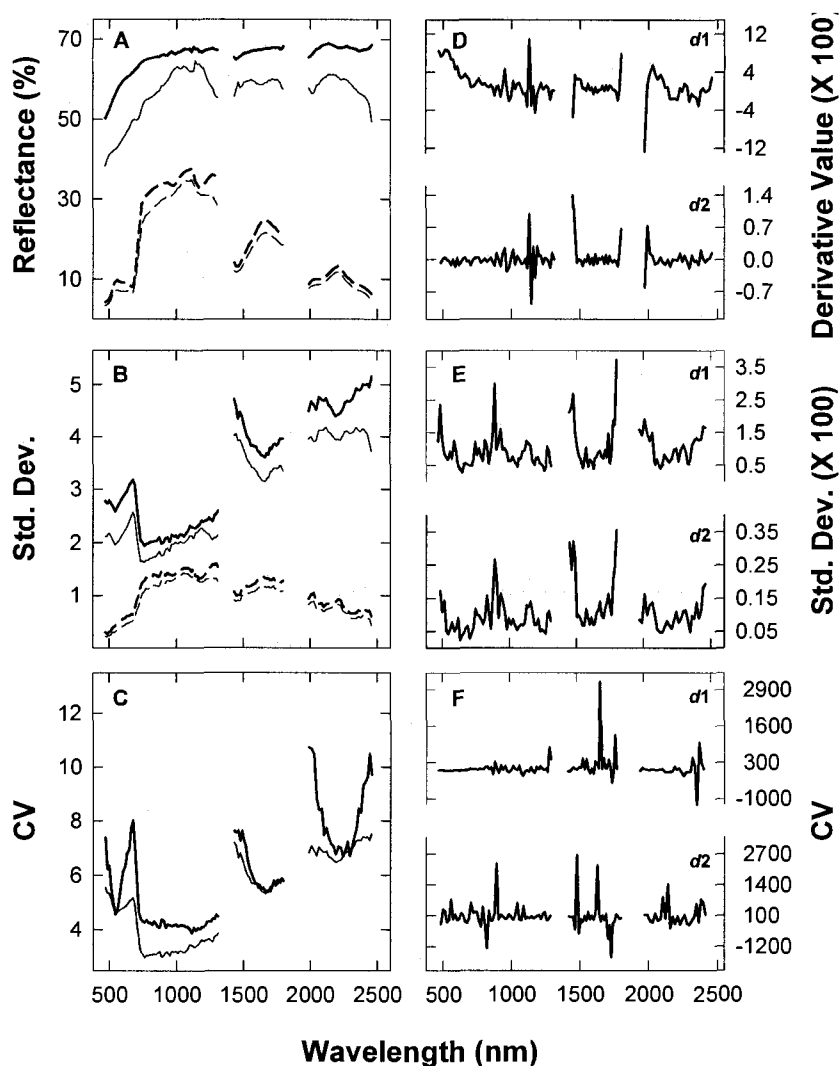 Reflectance (%)
70
50
30
10
A
D
d1
12
4
-4
-12
d2
1.4
0.7
0.0
-0.7
Derivative Value (X 100)
Std. Dev.
5
4
3
2
1
B
E
d1
3.5
2.5
1.5
0.5
d2
0.35
0.25
0.15
0.05
Std. Dev. (X 100)
CV
12
10
8
6
4
C
F
d1
2900
1600
300
-1000
d2
2700
1400
100
-1200
CV
500 1000 1500 2000 2500
500 1000 1500 2000 2500
Wavelength (nm)